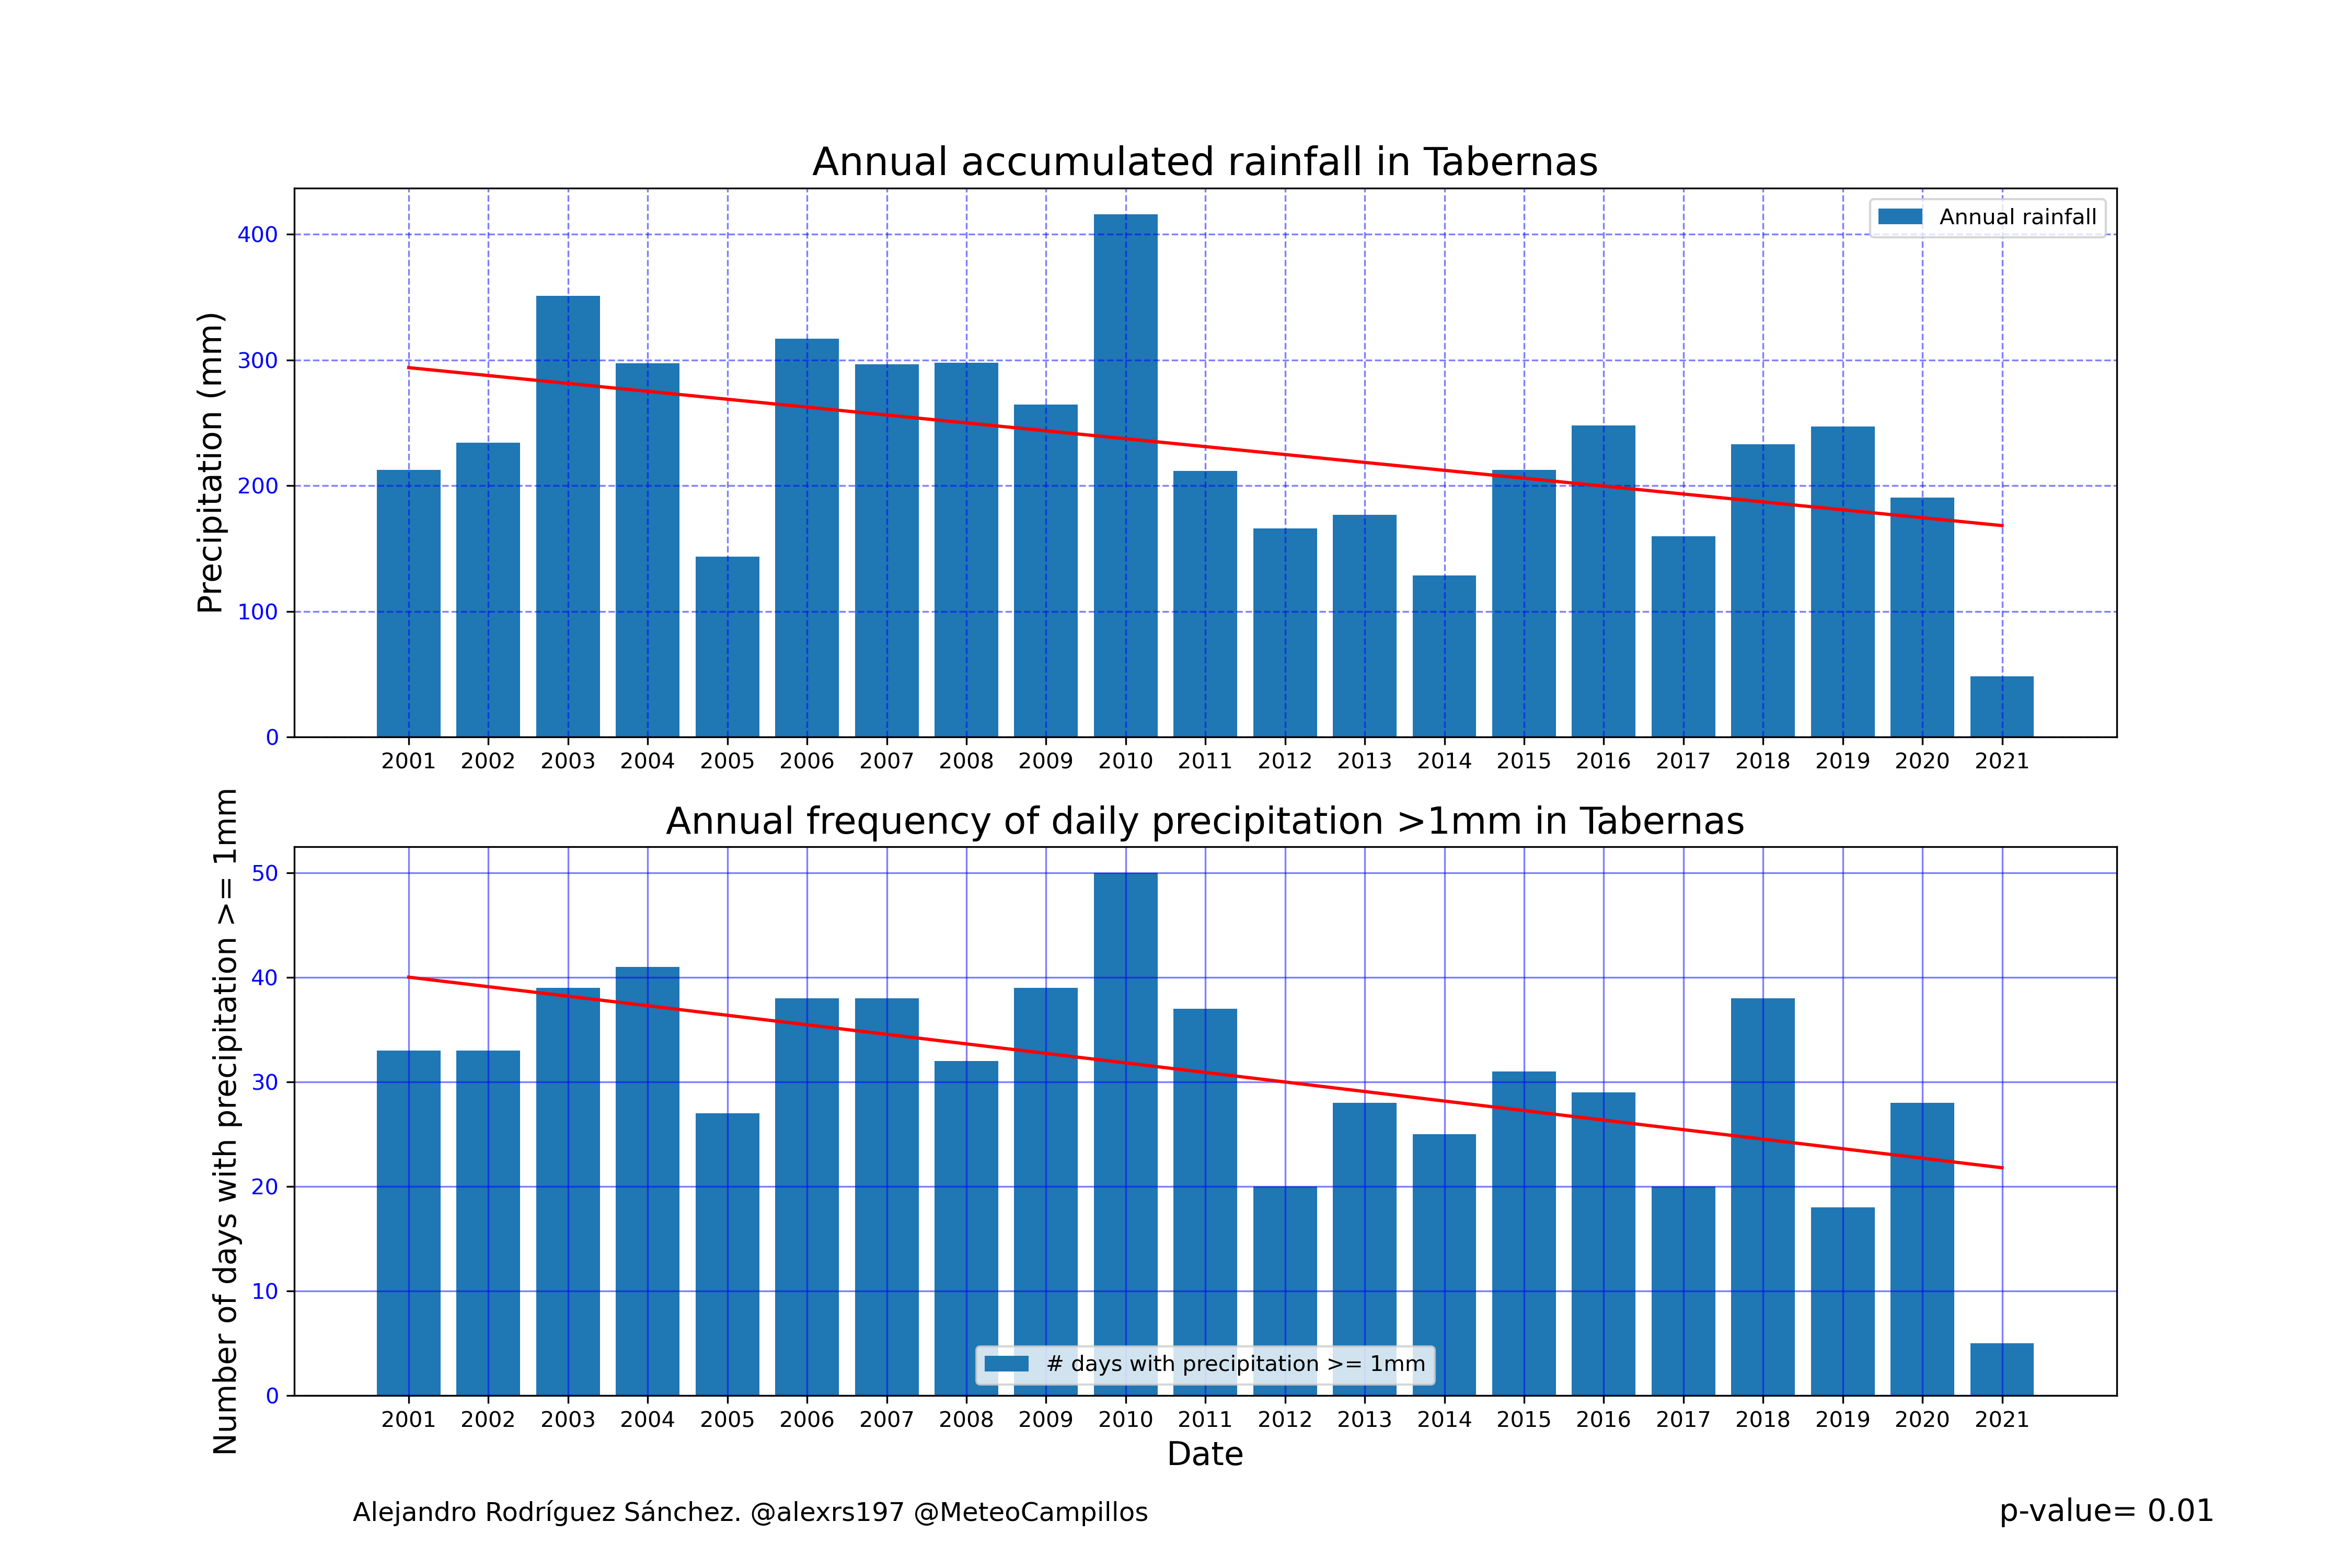 Annual accumulated rainfall in Tabernas
Annual rainfall
Precipitation (mm)
400
300
200
100
0
2001 2002 2003 2004 2005 2006 2007 2008 2009 2010 2011 2012 2013 2014 2015 2016 2017 2018 2019 2020 2021
Annual frequency of daily precipitation >1mm in Tabernas
Number of days with precipitation >= 1mm
50
40
30
20
10
0
# days with precipitation >= 1mm
2001 2002 2003 2004 2005 2006 2007 2008 2009 2010 2011 2012 2013 2014 2015 2016 2017 2018 2019 2020 2021
Date
Alejandro Rodríguez Sánchez. @alexrs197 @MeteoCampillos
p-value= 0.01